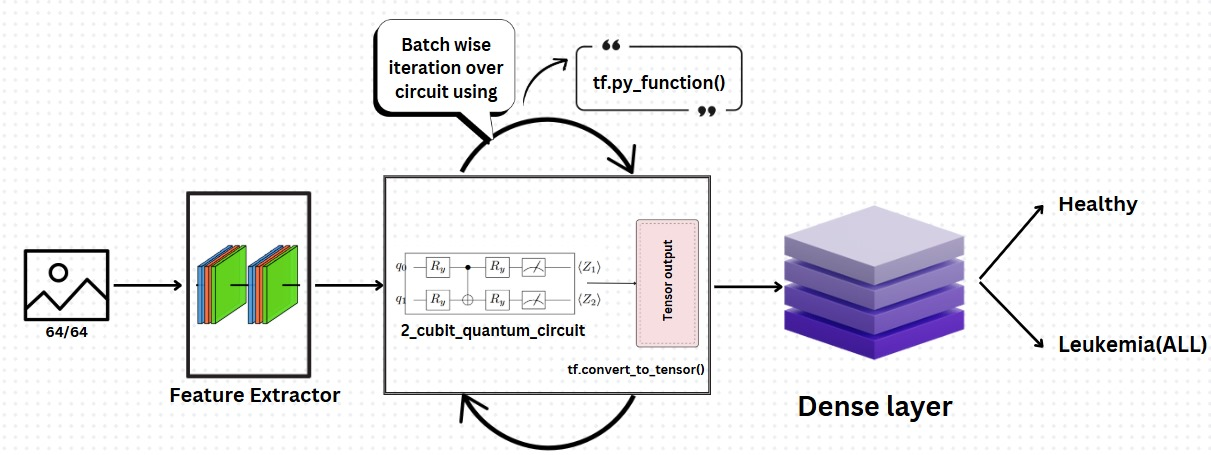 Batch wise
iteration over
circuit using
❝
tf.py_function()
❞
64/64
Feature Extractor
q0 Ry Ry ⟨Z1⟩
q1 Ry Ry ⟨Z2⟩
2_cubit_quantum_circuit
Tensor output
tf.convert_to_tensor()
Dense layer
Healthy
Leukemia(ALL)